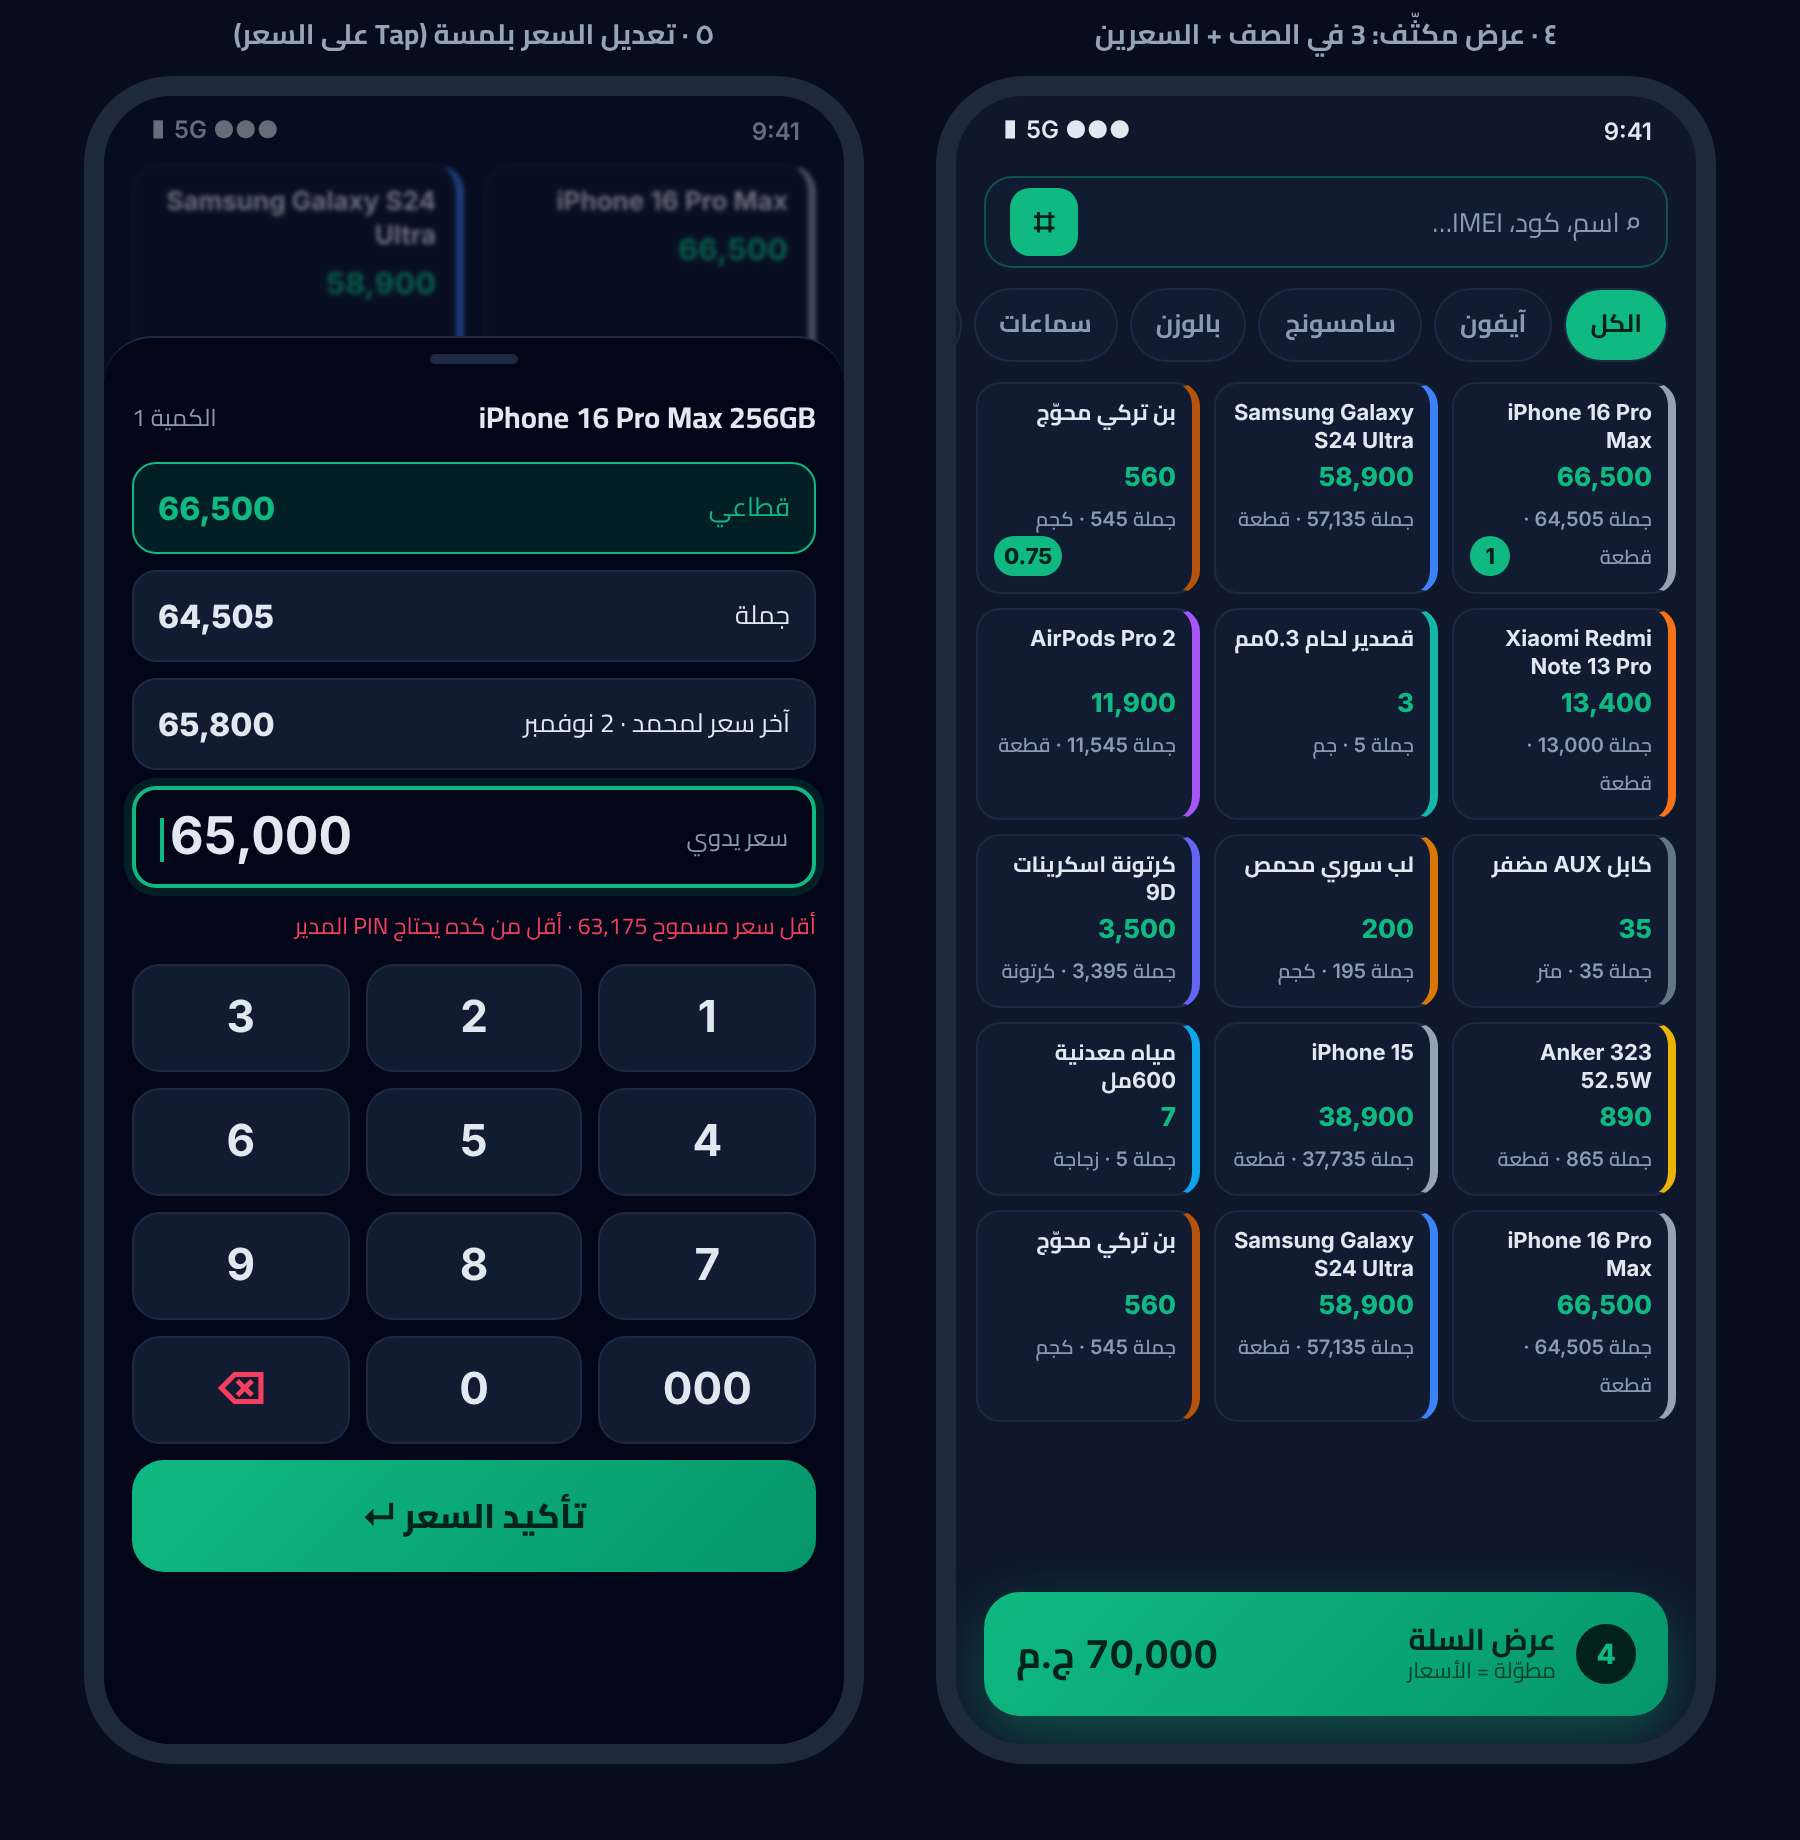 ٤ · عرض مكثّف: 3 في الصف + السعرين
9:41
5G
⌕ اسم، كود، IMEI...
الكل
آيفون
سامسونج
بالوزن
سماعات
iPhone 16 Pro
Max
66,500
جملة 64,505 ·
قطعة
1
Samsung Galaxy
S24 Ultra
58,900
جملة 57,135 · قطعة
بن تركي محوّج
560
جملة 545 · كجم
0.75
Xiaomi Redmi
Note 13 Pro
13,400
جملة 13,000 ·
قطعة
قصدير لحام 0.3مم
3
جملة 5 · جم
AirPods Pro 2
11,900
جملة 11,545 · قطعة
كابل AUX مضفر
35
جملة 35 · متر
لب سوري محمص
200
جملة 195 · كجم
كرتونة اسكرينات
9D
3,500
جملة 3,395 · كرتونة
Anker 323
52.5W
890
جملة 865 · قطعة
iPhone 15
38,900
جملة 37,735 · قطعة
مياه معدنية
600مل
7
جملة 5 · زجاجة
iPhone 16 Pro
Max
66,500
جملة 64,505 ·
قطعة
Samsung Galaxy
S24 Ultra
58,900
جملة 57,135 · قطعة
بن تركي محوّج
560
جملة 545 · كجم
4
عرض السلة
مطوّلة = الأسعار
70,000 ج.م
٥ · تعديل السعر بلمسة (Tap على السعر)
9:41
5G
iPhone 16 Pro Max
66,500
Samsung Galaxy S24
Ultra
58,900
iPhone 16 Pro Max 256GB
الكمية 1
قطاعي
66,500
جملة
64,505
آخر سعر لمحمد · 2 نوفمبر
65,800
سعر يدوي
65,000
أقل سعر مسموح 63,175 · أقل من كده يحتاج PIN المدير
1
2
3
4
5
6
7
8
9
000
0
⌫
تأكيد السعر ↵